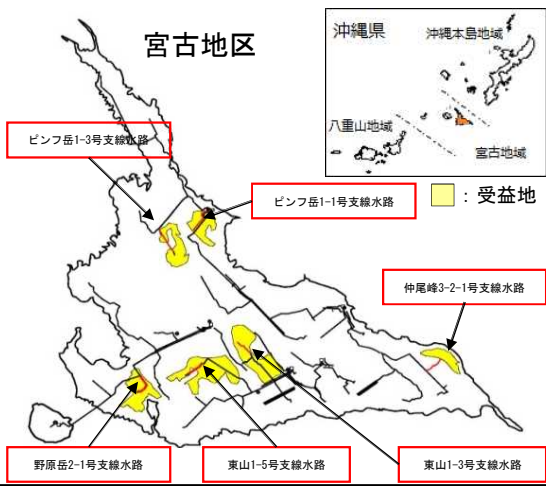 宮古地区
沖縄県
沖縄本島地域
八重山地域
宮古地域
ピンフ岳1-3号支線水路
ピンフ岳1-1号支線水路
：受益地
仲尾峰3-2-1号支線水路
野原岳2-1号支線水路
東山1-5号支線水路
東山1-3号支線水路